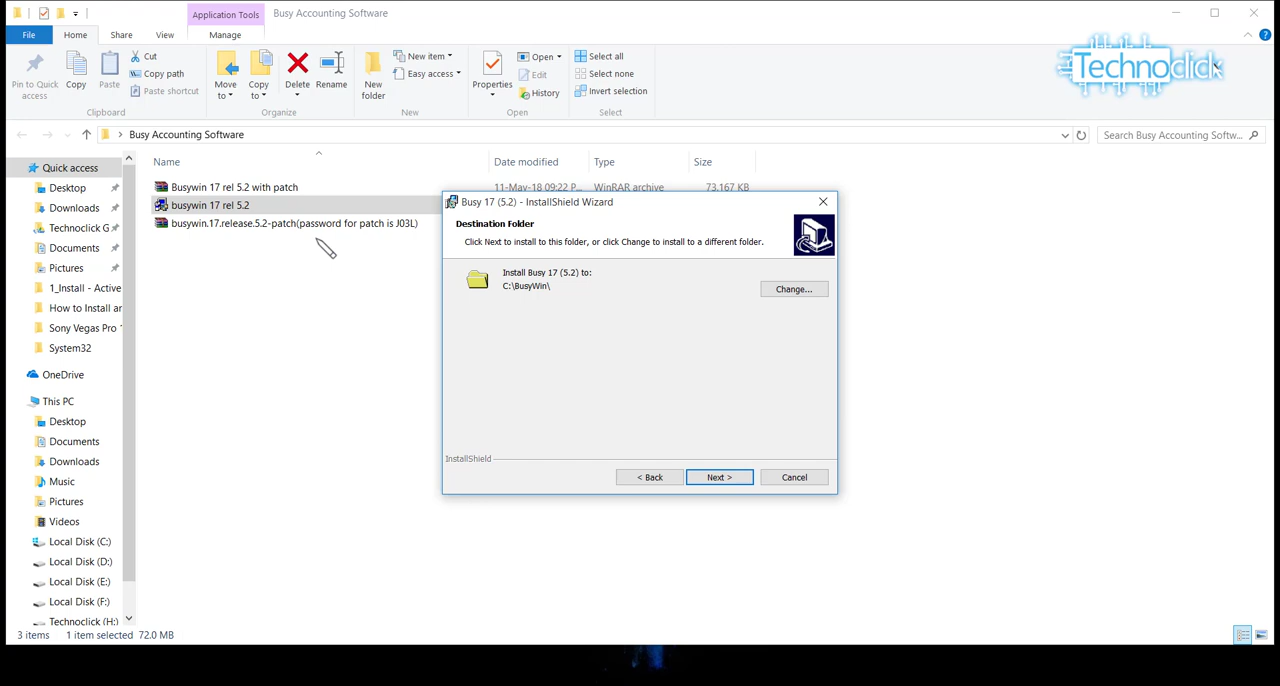 Application Tools
Busy Accounting Software
File
Home
Share
View
Manage
Pin to Quick access
Copy
Paste
Cut
Copy path
Paste shortcut
Clipboard
Move to
Copy to
Delete
Rename
Organize
New folder
New item
Easy access
New
Properties
Open
Edit
History
Open
Select all
Select none
Invert selection
Select
Technoclick
Busy Accounting Software
Search Busy Accounting Softw...
Quick access
Desktop
Downloads
Technoclick G
Documents
Pictures
1_Install - Active
How to Install ar
Sony Vegas Pro 1
System32
OneDrive
This PC
Desktop
Documents
Downloads
Music
Pictures
Videos
Local Disk (C:)
Local Disk (D:)
Local Disk (E:)
Local Disk (F:)
Technoclick (H:)
Name
Date modified
Type
Size
Busywin 17 rel 5.2 with patch
11-May-18 09:22 P...
WinRAR archive
73,167 KB
busywin 17 rel 5.2
busywin.17.release.5.2-patch(password for patch is J03L)
Busy 17 (5.2) - InstallShield Wizard
Destination Folder
Click Next to install to this folder, or click Change to install to a different folder.
Install Busy 17 (5.2) to:
C:\BusyWin\
Change...
InstallShield
< Back
Next >
Cancel
3 items
1 item selected
72.0 MB